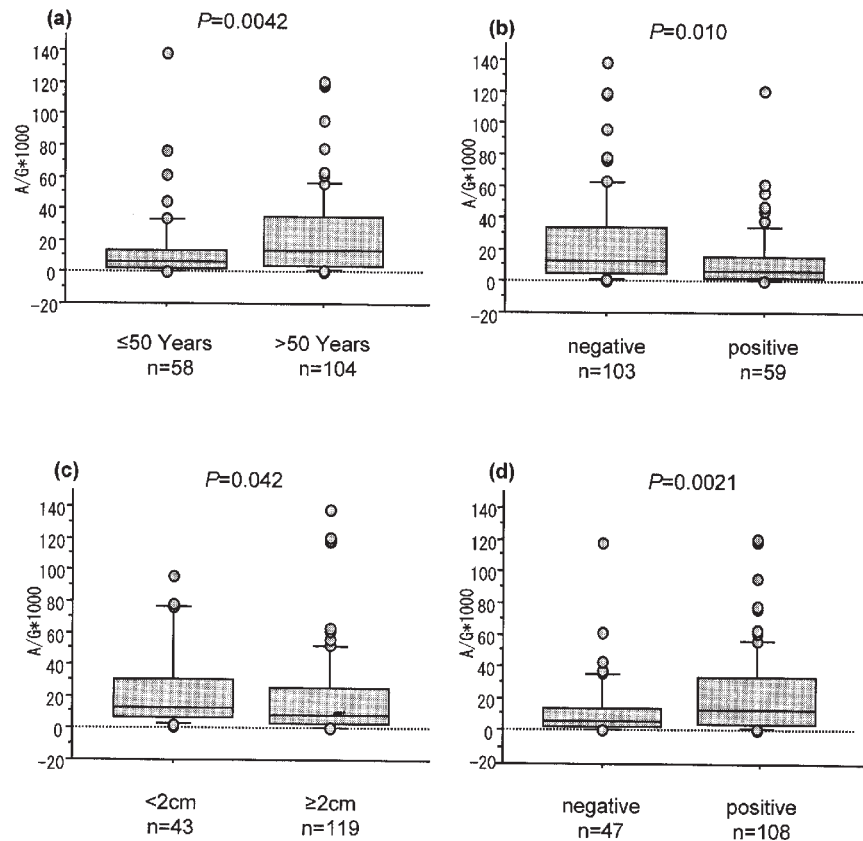 (a)
P=0.0042
140
120
100
80
60
40
20
0
-20
A/G*1000
≤50 Years
n=58
>50 Years
n=104
(b)
P=0.010
140
120
100
80
60
40
20
0
-20
A/G*1000
negative
n=103
positive
n=59
(c)
P=0.042
140
120
100
80
60
40
20
0
-20
A/G*1000
<2cm
n=43
≥2cm
n=119
(d)
P=0.0021
140
120
100
80
60
40
20
0
-20
A/G*1000
negative
n=47
positive
n=108